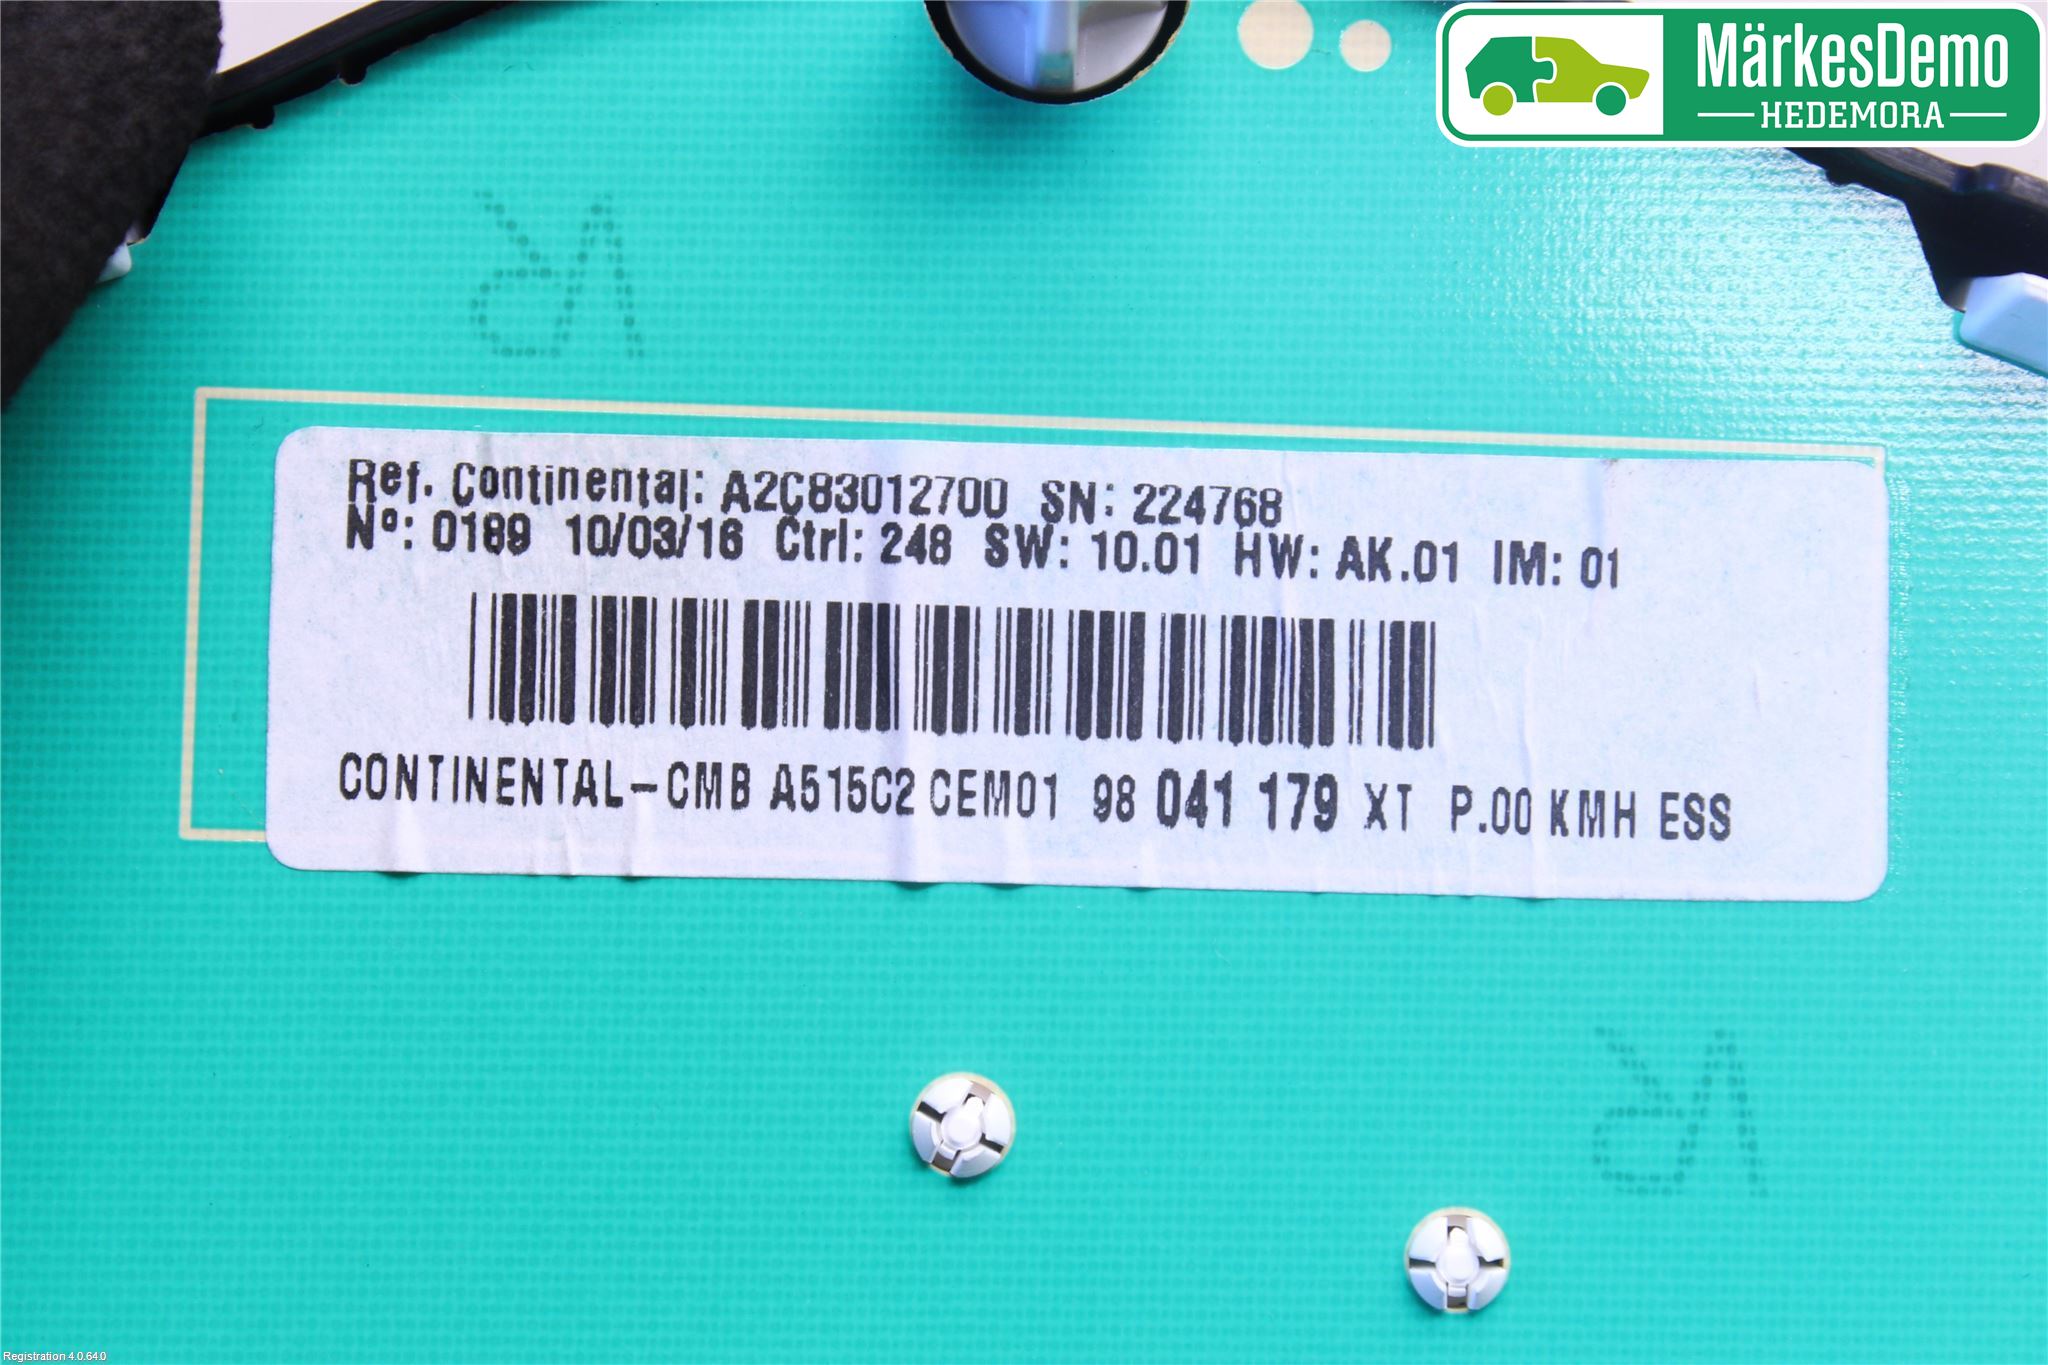 MärkesDemo
HEDEMORA
Ref. Continental: A2C83012700 SN: 224768
Nº: 0189 10/03/16 Ctrl: 248 SW: 10.01 HW: AK.01 IM: 01
CONTINENTAL-CMB A515C2 CEM01 98 041 179 XT P.00 KMH ESS
Registration 4.0.64.0